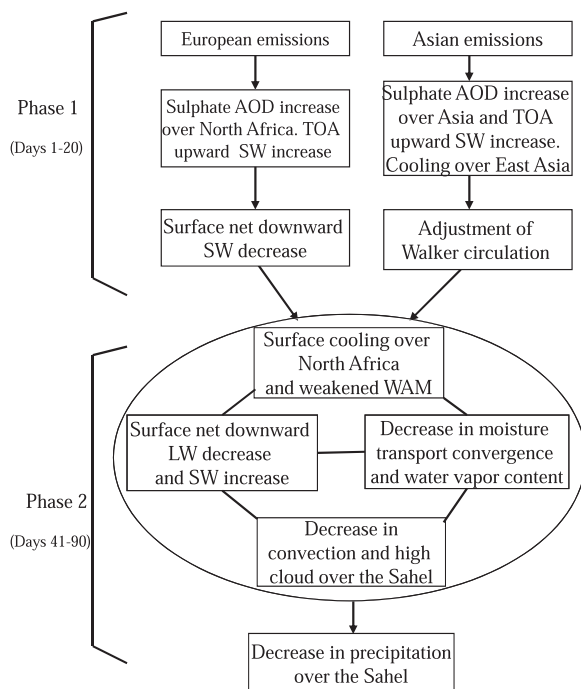 European emissions
Asian emissions
Phase 1
(Days 1-20)
Sulphate AOD increase
over North Africa. TOA
upward SW increase
Sulphate AOD increase
over Asia and TOA
upward SW increase.
Cooling over East Asia
Surface net downward
SW decrease
Adjustment of
Walker circulation
Phase 2
(Days 41-90)
Surface cooling over
North Africa
and weakened WAM
Surface net downward
LW decrease
and SW increase
Decrease in moisture
transport convergence
and water vapor content
Decrease in
convection and high
cloud over the Sahel
Decrease in precipitation
over the Sahel